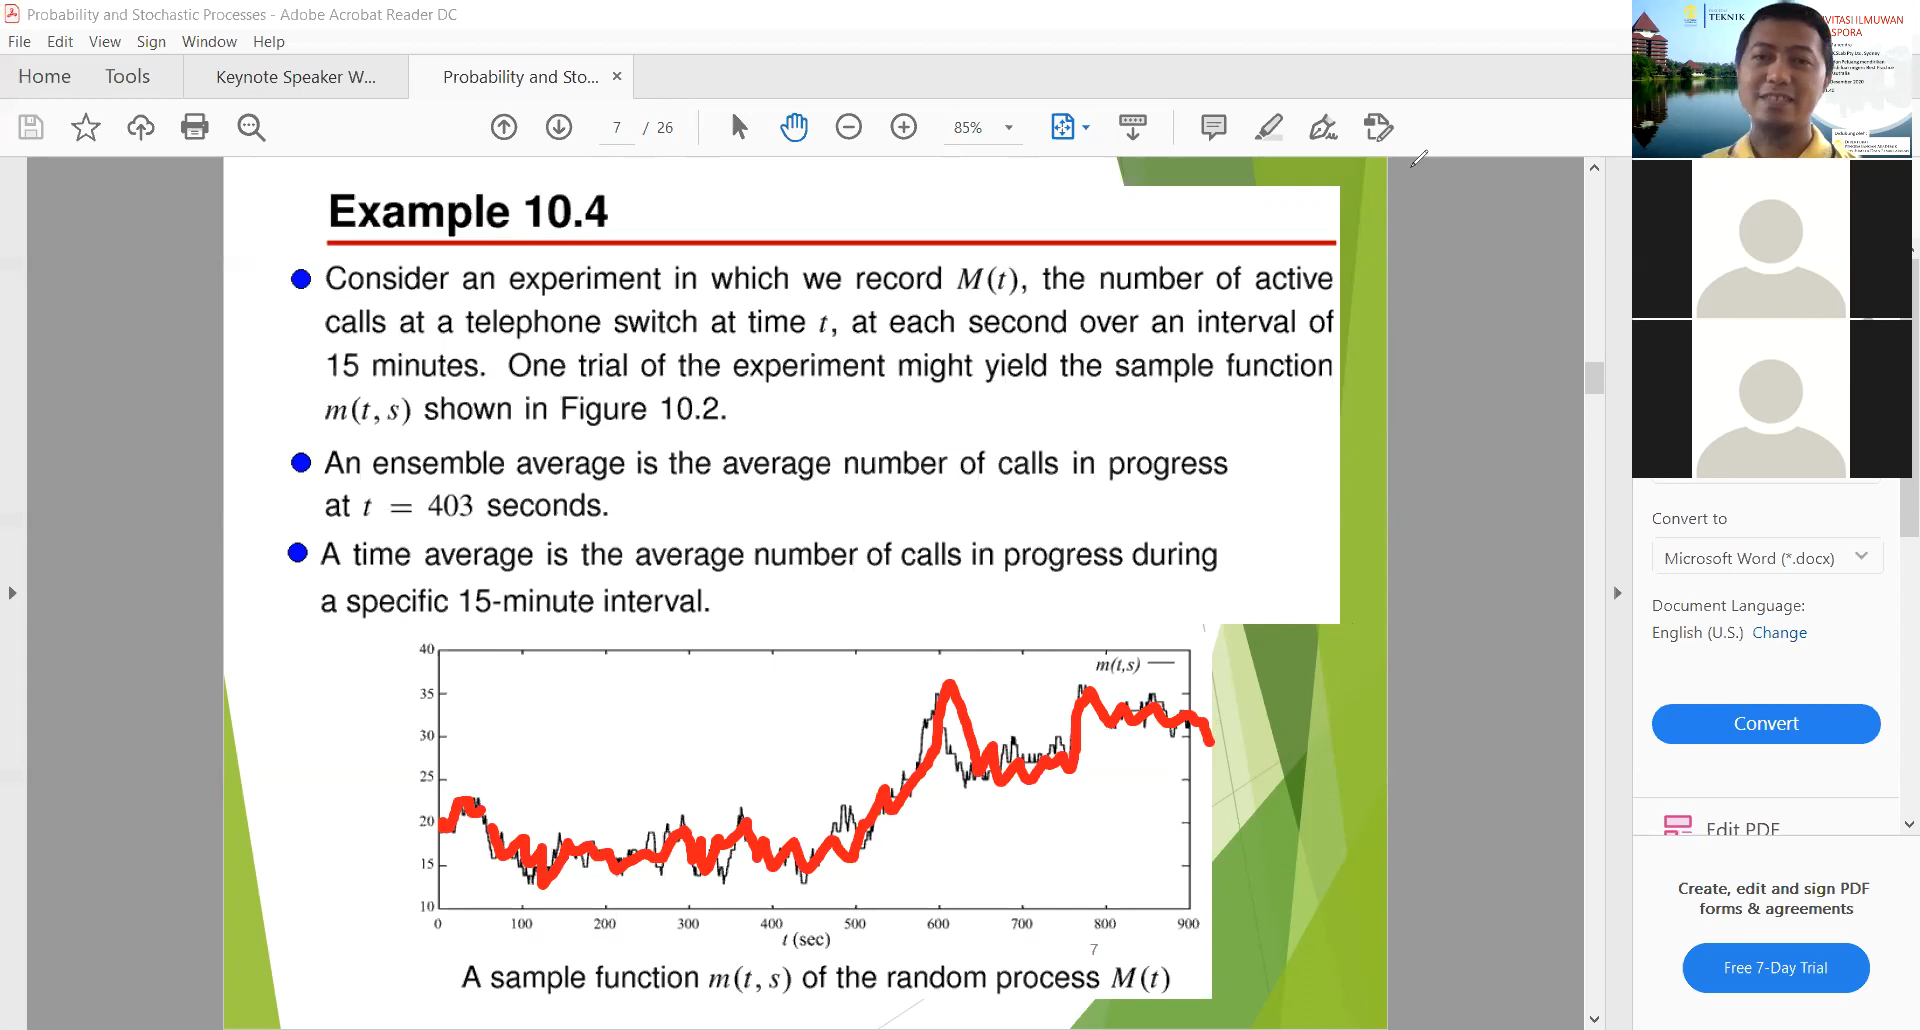 Probability and Stochastic Processes - Adobe Acrobat Reader DC
File Edit View Sign Window Help
Home Tools Keynote Speaker W... Probability and Sto... ×
7 / 26 85%
TEKNIK
Example 10.4
Consider an experiment in which we record M(t), the number of active
calls at a telephone switch at time t, at each second over an interval of
15 minutes. One trial of the experiment might yield the sample function
m(t, s) shown in Figure 10.2.
An ensemble average is the average number of calls in progress
at t = 403 seconds.
A time average is the average number of calls in progress during
a specific 15-minute interval.
m(t,s)
40
35
30
25
20
15
10
0 100 200 300 400 500 600 700 800 900
t (sec)
7
A sample function m(t, s) of the random process M(t)
Convert to
Microsoft Word (*.docx)
Document Language:
English (U.S.) Change
Convert
Edit PDF
Create, edit and sign PDF
forms & agreements
Free 7-Day Trial